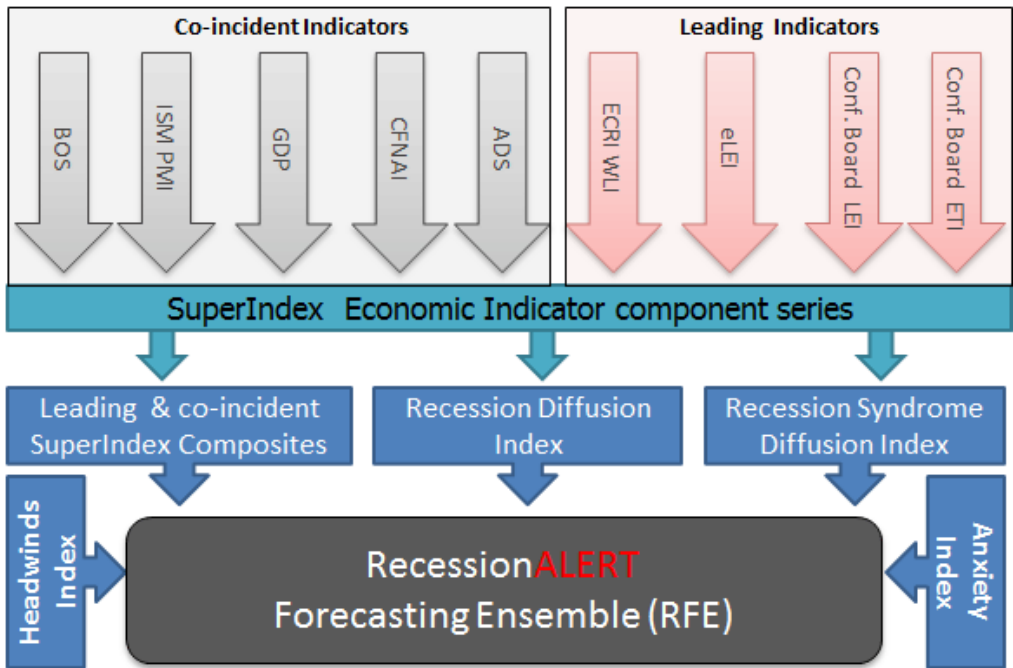 Co-incident Indicators
Leading Indicators
BOS
ISM PMI
GDP
CFNAI
ADS
ECRI WLI
eLEI
Conf. Board LEI
Conf. Board ETI
SuperIndex Economic Indicator component series
Leading & co-incident
SuperIndex Composites
Recession Diffusion
Index
Recession Syndrome
Diffusion Index
Headwinds
Index
RecessionALERT
Forecasting Ensemble (RFE)
Anxiety
Index